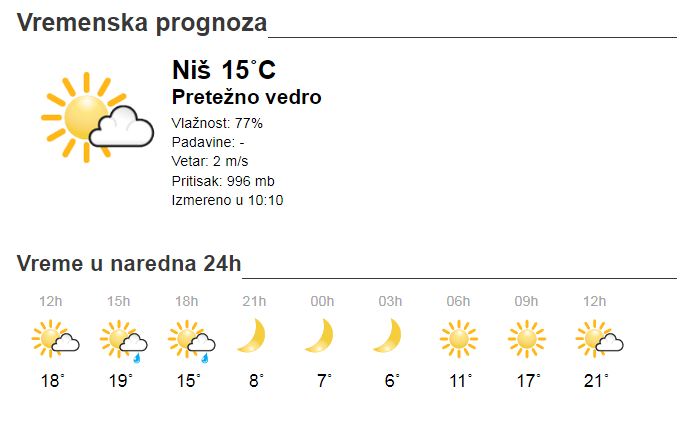 Vremenska prognoza
Niš 15°C
Pretežno vedro
Vlažnost: 77%
Padavine: -
Vetar: 2 m/s
Pritisak: 996 mb
Izmereno u 10:10
Vreme u naredna 24h
12h 15h 18h 21h 00h 03h 06h 09h 12h
18° 19° 15° 8° 7° 6° 11° 17° 21°